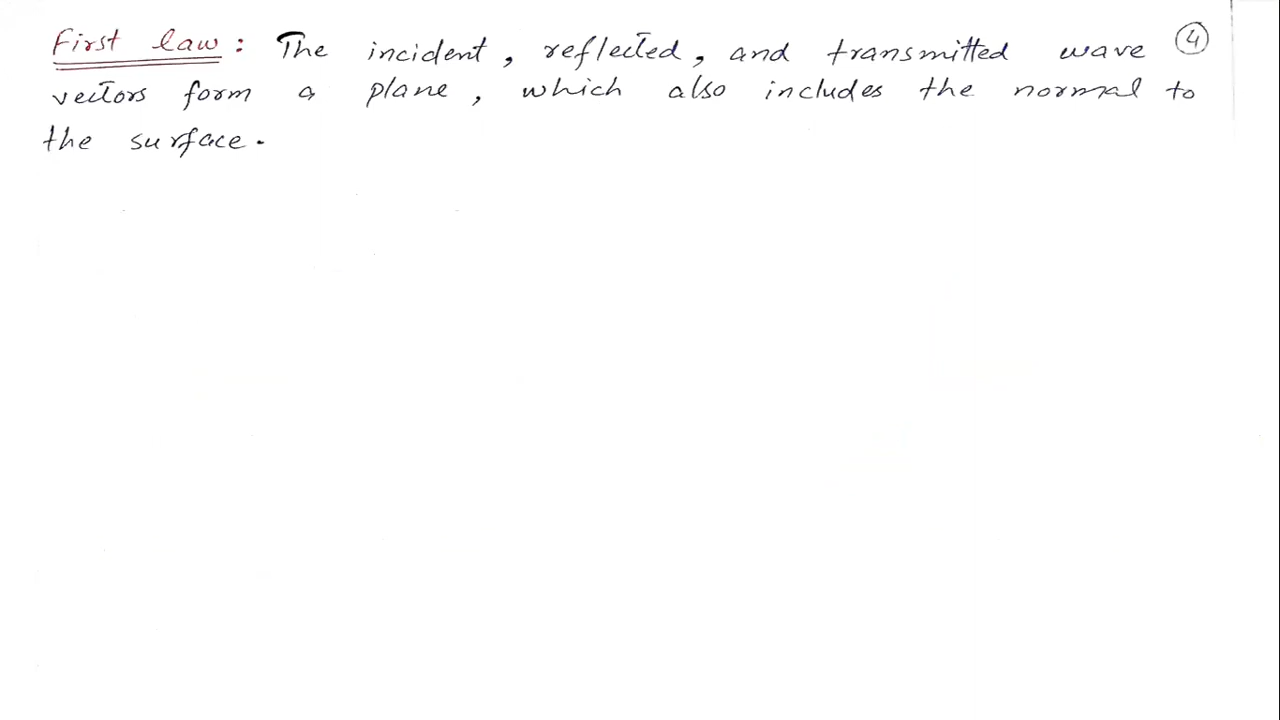 First law : The incident, reflected, and transmitted wave ④
vectors form a plane, which also includes the normal to
the surface.